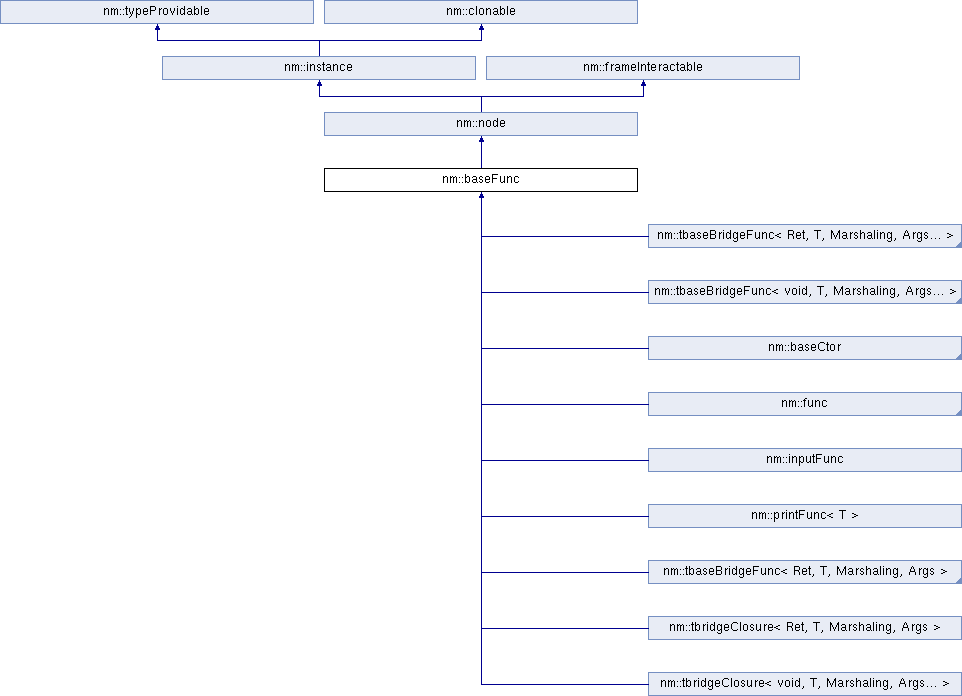 nm::typeProvidable
nm::clonable
nm::instance
nm::frameInteractable
nm::node
nm::baseFunc
nm::tbaseBridgeFunc< Ret, T, Marshaling, Args... >
nm::tbaseBridgeFunc< void, T, Marshaling, Args... >
nm::baseCtor
nm::func
nm::inputFunc
nm::printFunc< T >
nm::tbaseBridgeFunc< Ret, T, Marshaling, Args >
nm::tbridgeClosure< Ret, T, Marshaling, Args >
nm::tbridgeClosure< void, T, Marshaling, Args... >